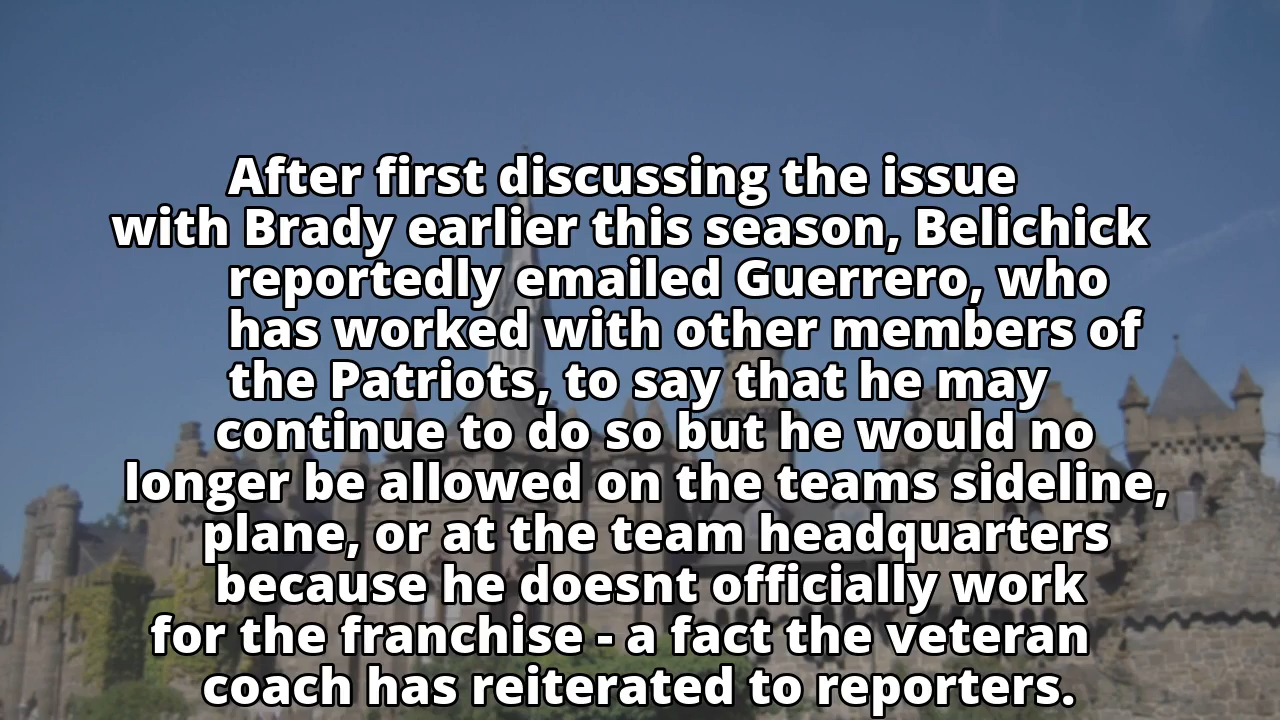 After first discussing the issue
with Brady earlier this season, Belichick
reportedly emailed Guerrero, who
has worked with other members of
the Patriots, to say that he may
continue to do so but he would no
longer be allowed on the teams sideline,
plane, or at the team headquarters
because he doesnt officially work
for the franchise - a fact the veteran
coach has reiterated to reporters.